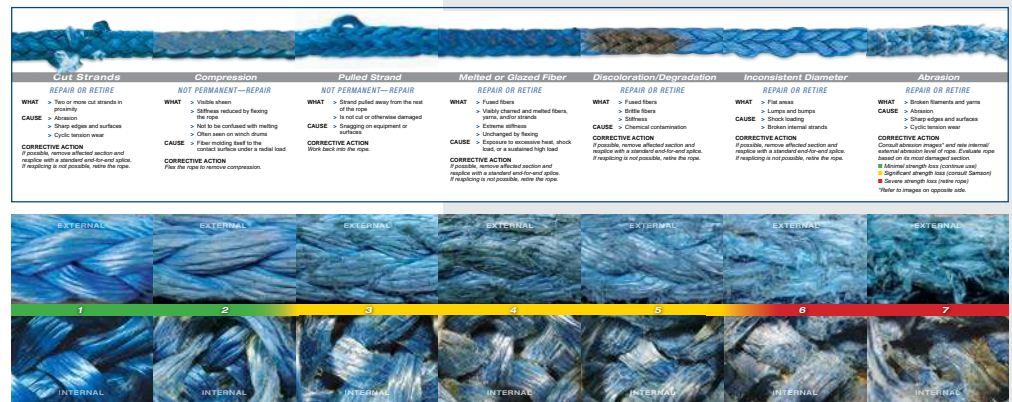 Cut Strands
REPAIR OR RETIRE
WHAT > Two or more cut strands in
proximity
CAUSE > Abrasion
> Sharp edges and surfaces
> Cyclic tension wear
CORRECTIVE ACTION
If possible, remove affected section and
resplice with a standard end-for-end splice.
If resplicing is not possible, retire the rope.
Compression
NOT PERMANENT—REPAIR
WHAT > Visible sheen
> Stiffness reduced by flexing
the rope
> Not to be confused with melting
> Often seen on winch drums
CAUSE > Fiber molding itself to the
contact surface under a radial load
CORRECTIVE ACTION
Flex the rope to remove compression.
Pulled Strand
NOT PERMANENT—REPAIR
WHAT > Strand pulled away from the rest
of the rope
> Is not cut or otherwise damaged
CAUSE > Snagging on equipment or
surfaces
CORRECTIVE ACTION
Work back into the rope.
Melted or Glazed Fiber
REPAIR OR RETIRE
WHAT > Fused fibers
> Visibly charred and melted fibers,
yarns, and/or strands
> Extreme stiffness
> Unchanged by flexing
CAUSE > Exposure to excessive heat, shock
load, or a sustained high load
CORRECTIVE ACTION
If possible, remove affected section and
resplice with a standard end-for-end splice.
If resplicing is not possible, retire the rope.
Discoloration/Degradation
REPAIR OR RETIRE
WHAT > Fused fibers
> Brittle fibers
> Stiffness
CAUSE > Chemical contamination
CORRECTIVE ACTION
If possible, remove affected section and
resplice with a standard end-for-end splice.
If resplicing is not possible, retire the rope.
Inconsistent Diameter
REPAIR OR RETIRE
WHAT > Flat areas
> Lumps and bumps
CAUSE > Shock loading
> Broken internal strands
CORRECTIVE ACTION
If possible, remove affected section and
resplice with a standard end-for-end splice.
If resplicing is not possible, retire the rope.
Abrasion
REPAIR OR RETIRE
WHAT > Broken filaments and yarns
CAUSE > Abrasion
> Sharp edges and surfaces
> Cyclic tension wear
CORRECTIVE ACTION
Consult abrasion images* and rate internal/
external abrasion level of rope. Evaluate rope
based on its most damaged section.
Minimal strength loss (continue use)
Significant strength loss (consult Samson)
Severe strength loss (retire rope)
*Refer to images on opposite side.
EXTERNAL EXTERNAL EXTERNAL EXTERNAL EXTERNAL EXTERNAL EXTERNAL
1 2 3 4 5 6 7
INTERNAL INTERNAL INTERNAL INTERNAL INTERNAL INTERNAL INTERNAL